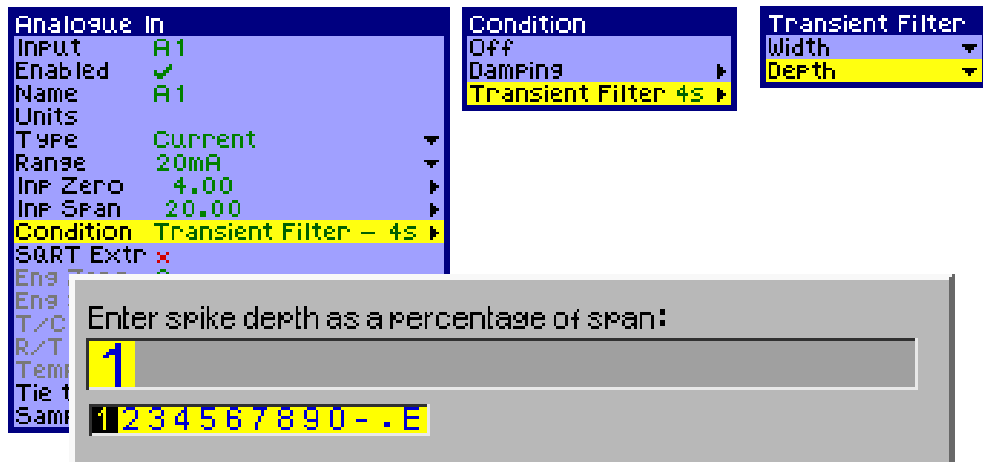 Analogue In
Input A1
Enabled
Name A1
Units
Type Current
Range 20mA
Inp Zero 4.00
Inp Span 20.00
Condition Transient Filter – 4s
SQRT Extr x
Eng
Eng
T/C
R/T
Tie
Condition
Off
Damping
Transient Filter 4s
Transient Filter
Width
Depth
Enter spike depth as a percentage of span:
1
1234567890-.E